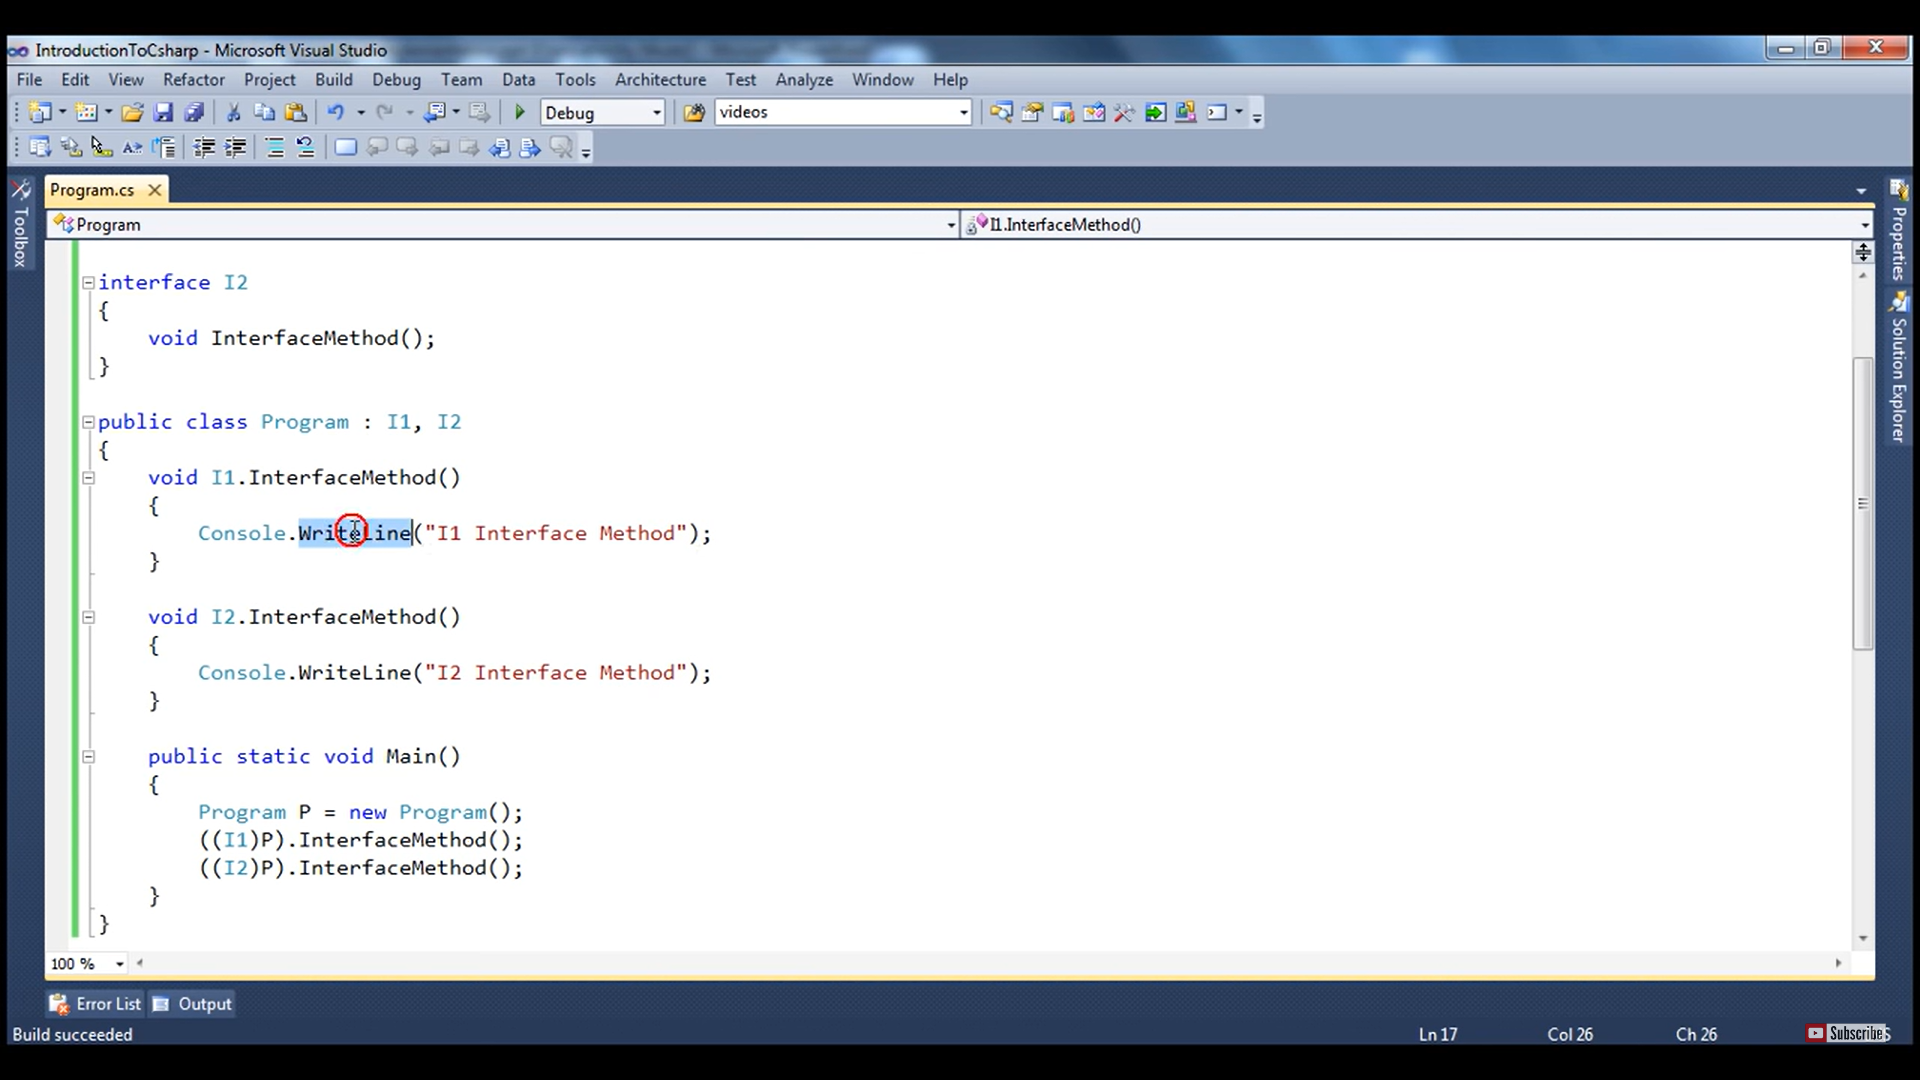 IntroductionToCsharp - Microsoft Visual Studio
File Edit View Refactor Project Build Debug Team Data Tools Architecture Test Analyze Window Help
Debug videos
Toolbox
Program.cs
Program I1.InterfaceMethod()
Properties
Solution Explorer
interface I2
{
void InterfaceMethod();
}
public class Program : I1, I2
{
void I1.InterfaceMethod()
{
Console.WriteLine("I1 Interface Method");
}
void I2.InterfaceMethod()
{
Console.WriteLine("I2 Interface Method");
}
public static void Main()
{
Program P = new Program();
((I1)P).InterfaceMethod();
((I2)P).InterfaceMethod();
}
}
100 %
Error List Output
Build succeeded Ln 17 Col 26 Ch 26
Subscribe